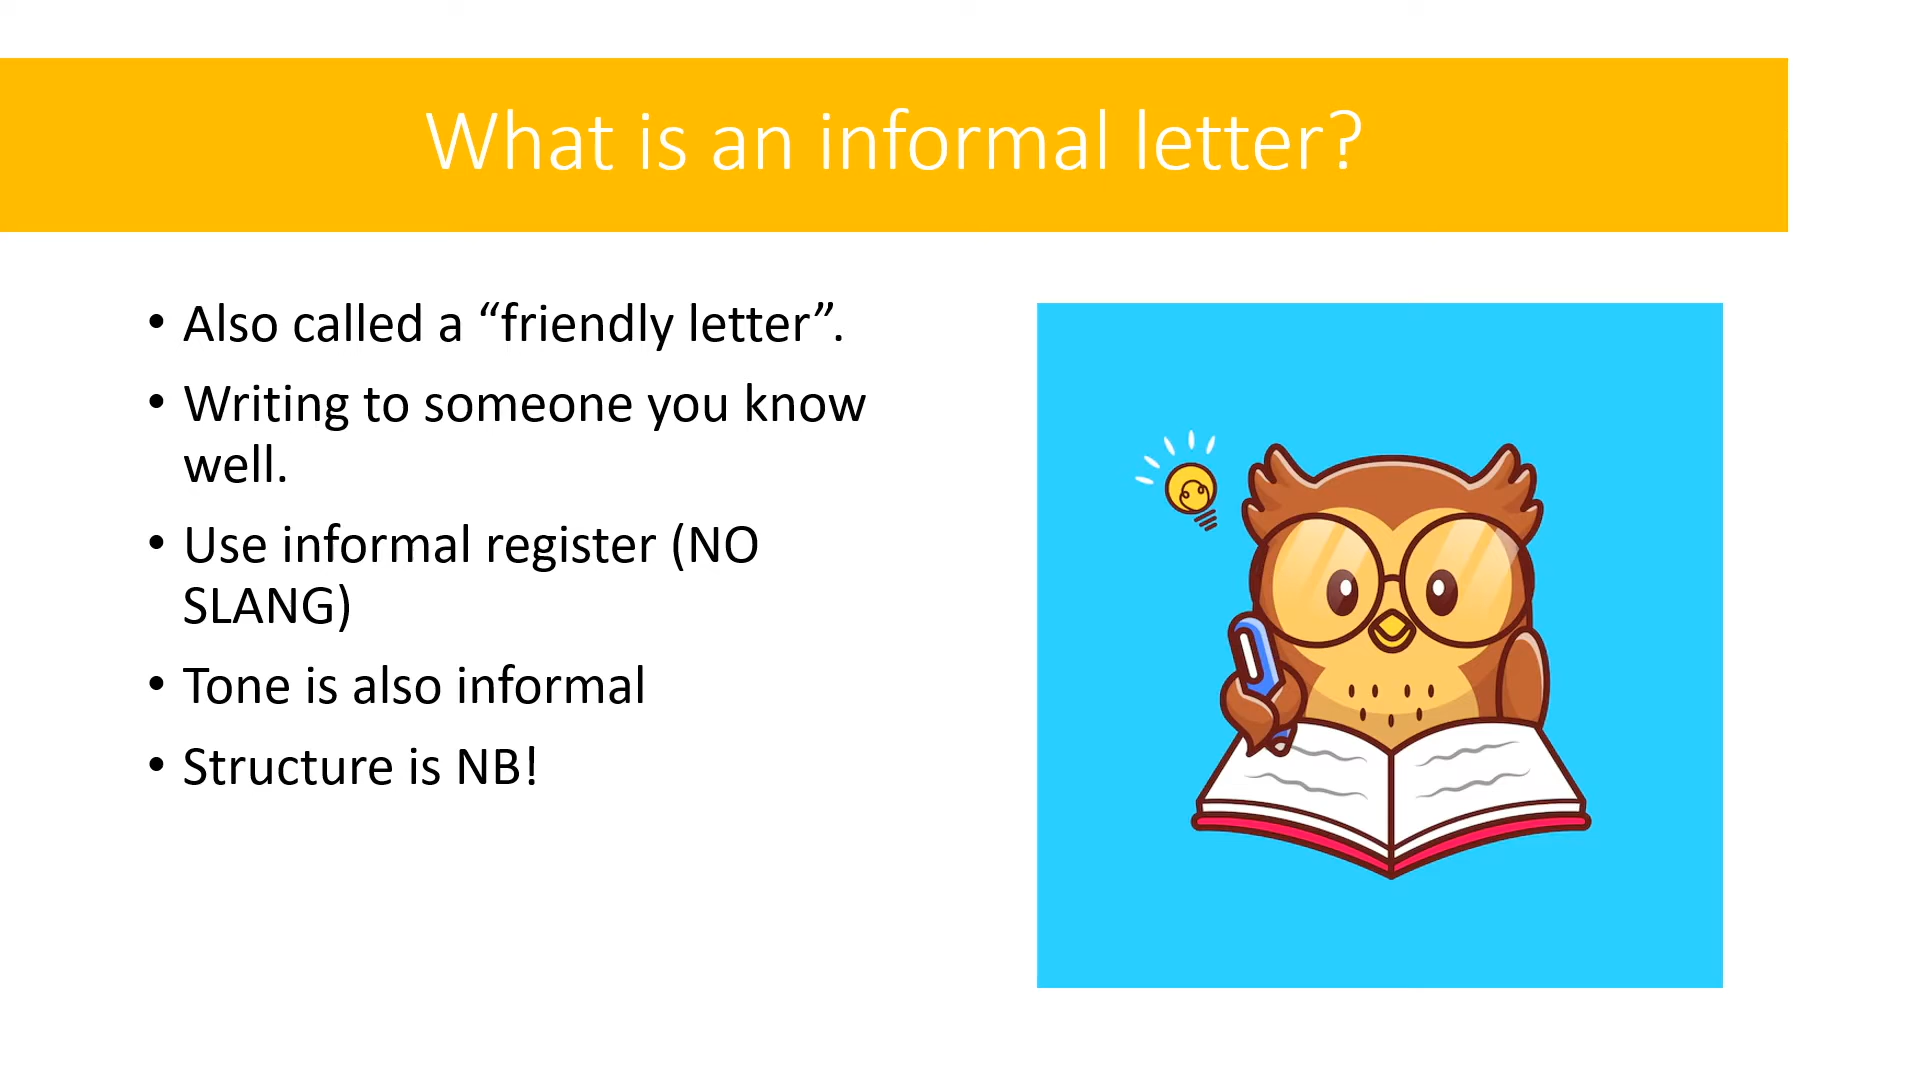 What is an informal letter?
• Also called a “friendly letter”.
• Writing to someone you know
well.
• Use informal register (NO
SLANG)
• Tone is also informal
• Structure is NB!